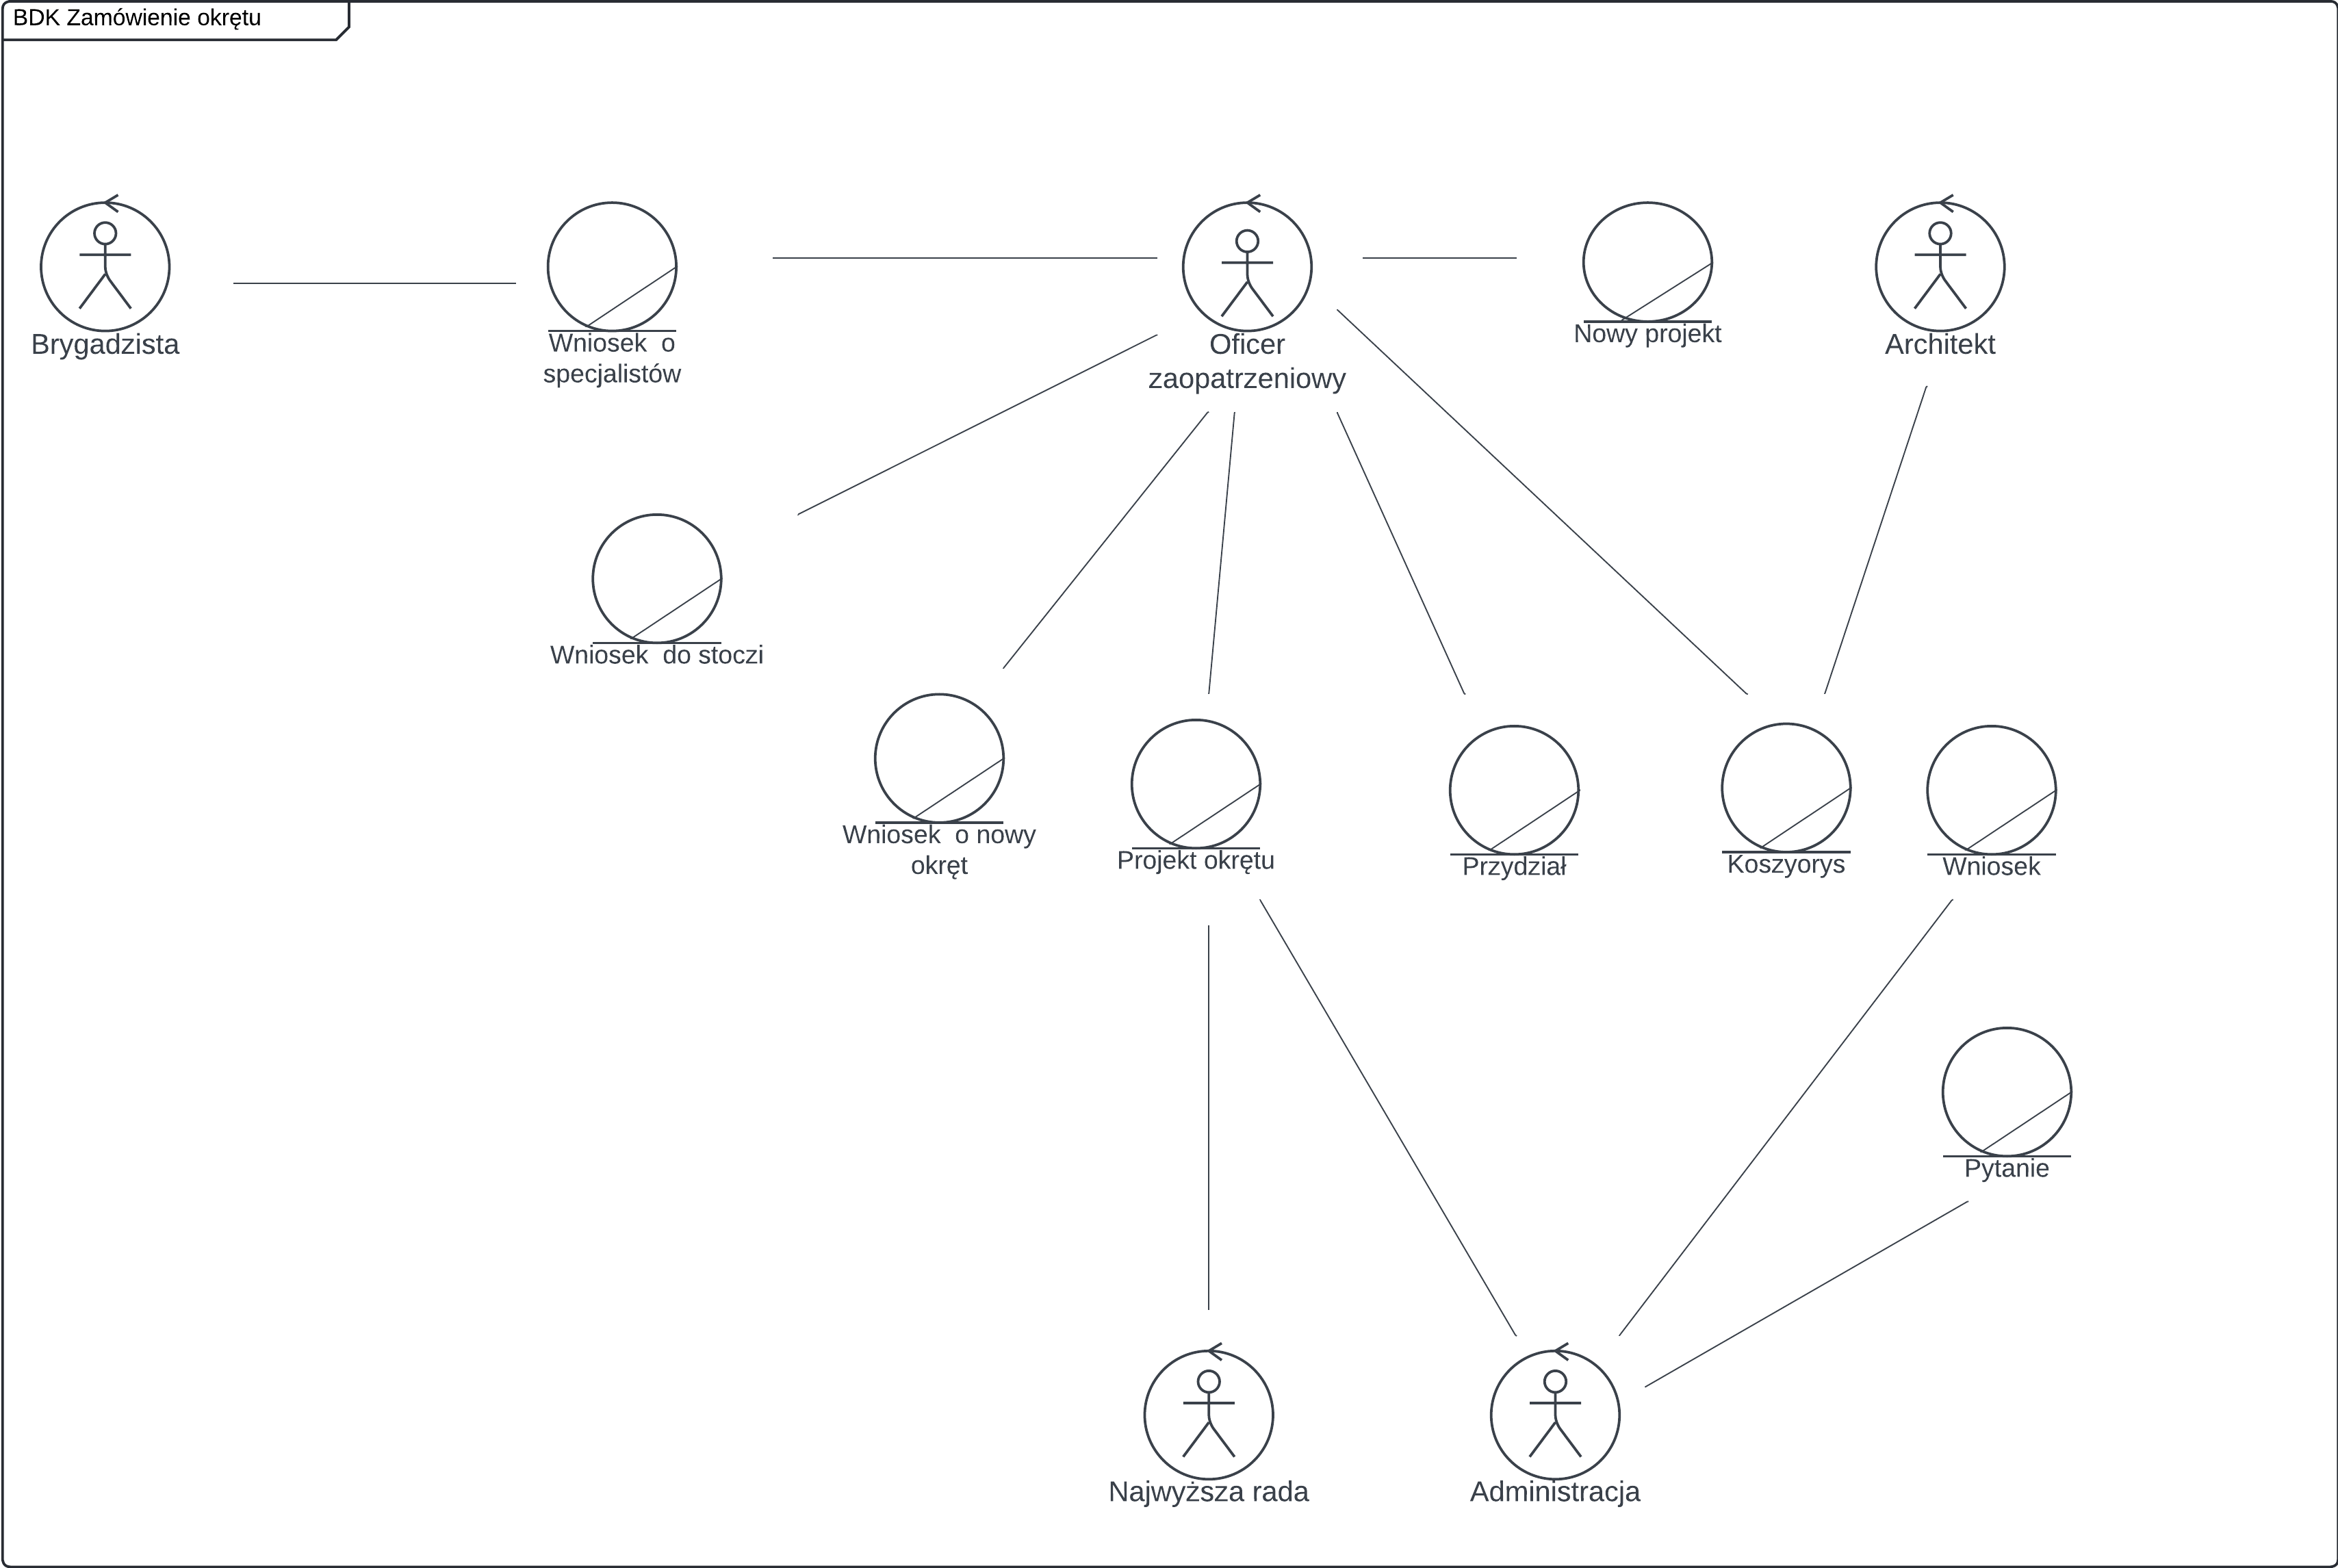 BDK Zamówienie okrętu
Brygadzista
Wniosek o
specjalistów
Oficer
zaopatrzeniowy
Nowy projekt
Architekt
Wniosek do stoczi
Wniosek o nowy
okręt
Projekt okrętu
Przydział
Koszyorys
Wniosek
Pytanie
Najwyższa rada
Administracja